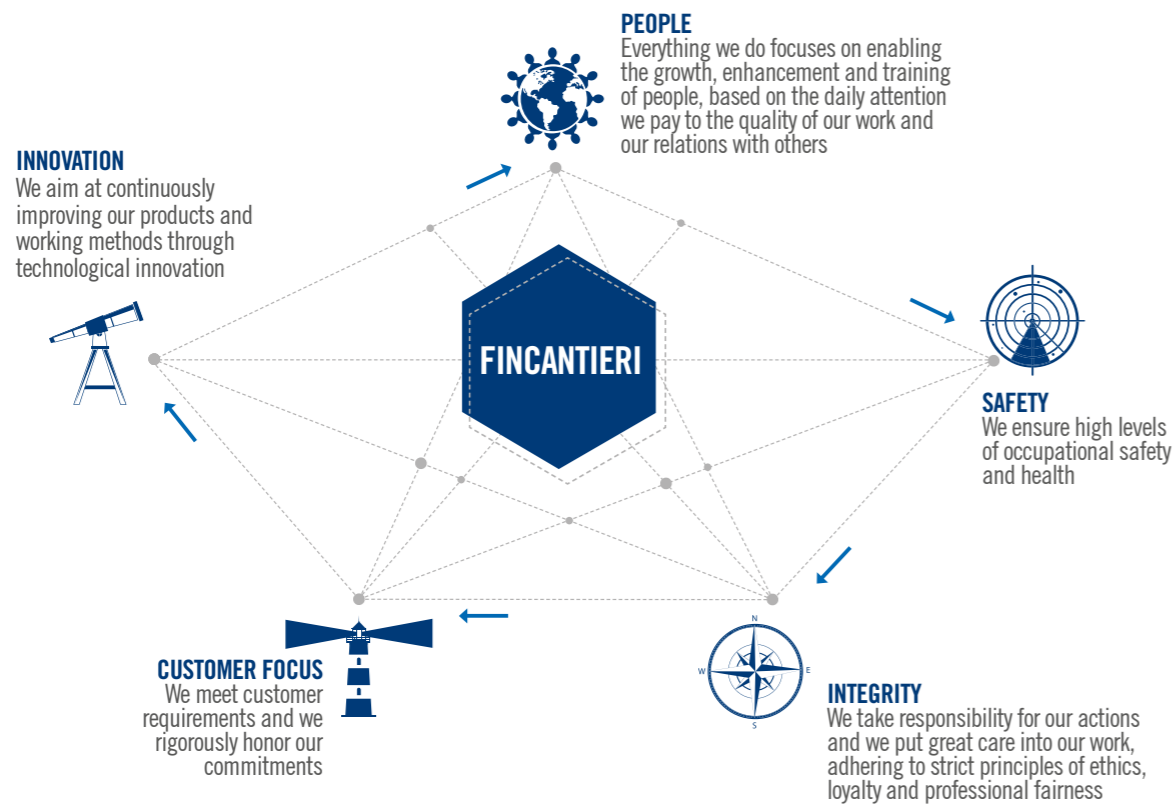 PEOPLE
Everything we do focuses on enabling
the growth, enhancement and training
of people, based on the daily attention
we pay to the quality of our work and
our relations with others
INNOVATION
We aim at continuously
improving our products and
working methods through
technological innovation
FINCANTIERI
SAFETY
We ensure high levels
of occupational safety
and health
CUSTOMER FOCUS
We meet customer
requirements and we
rigorously honor our
commitments
N
W
E
S
INTEGRITY
We take responsibility for our actions
and we put great care into our work,
adhering to strict principles of ethics,
loyalty and professional fairness